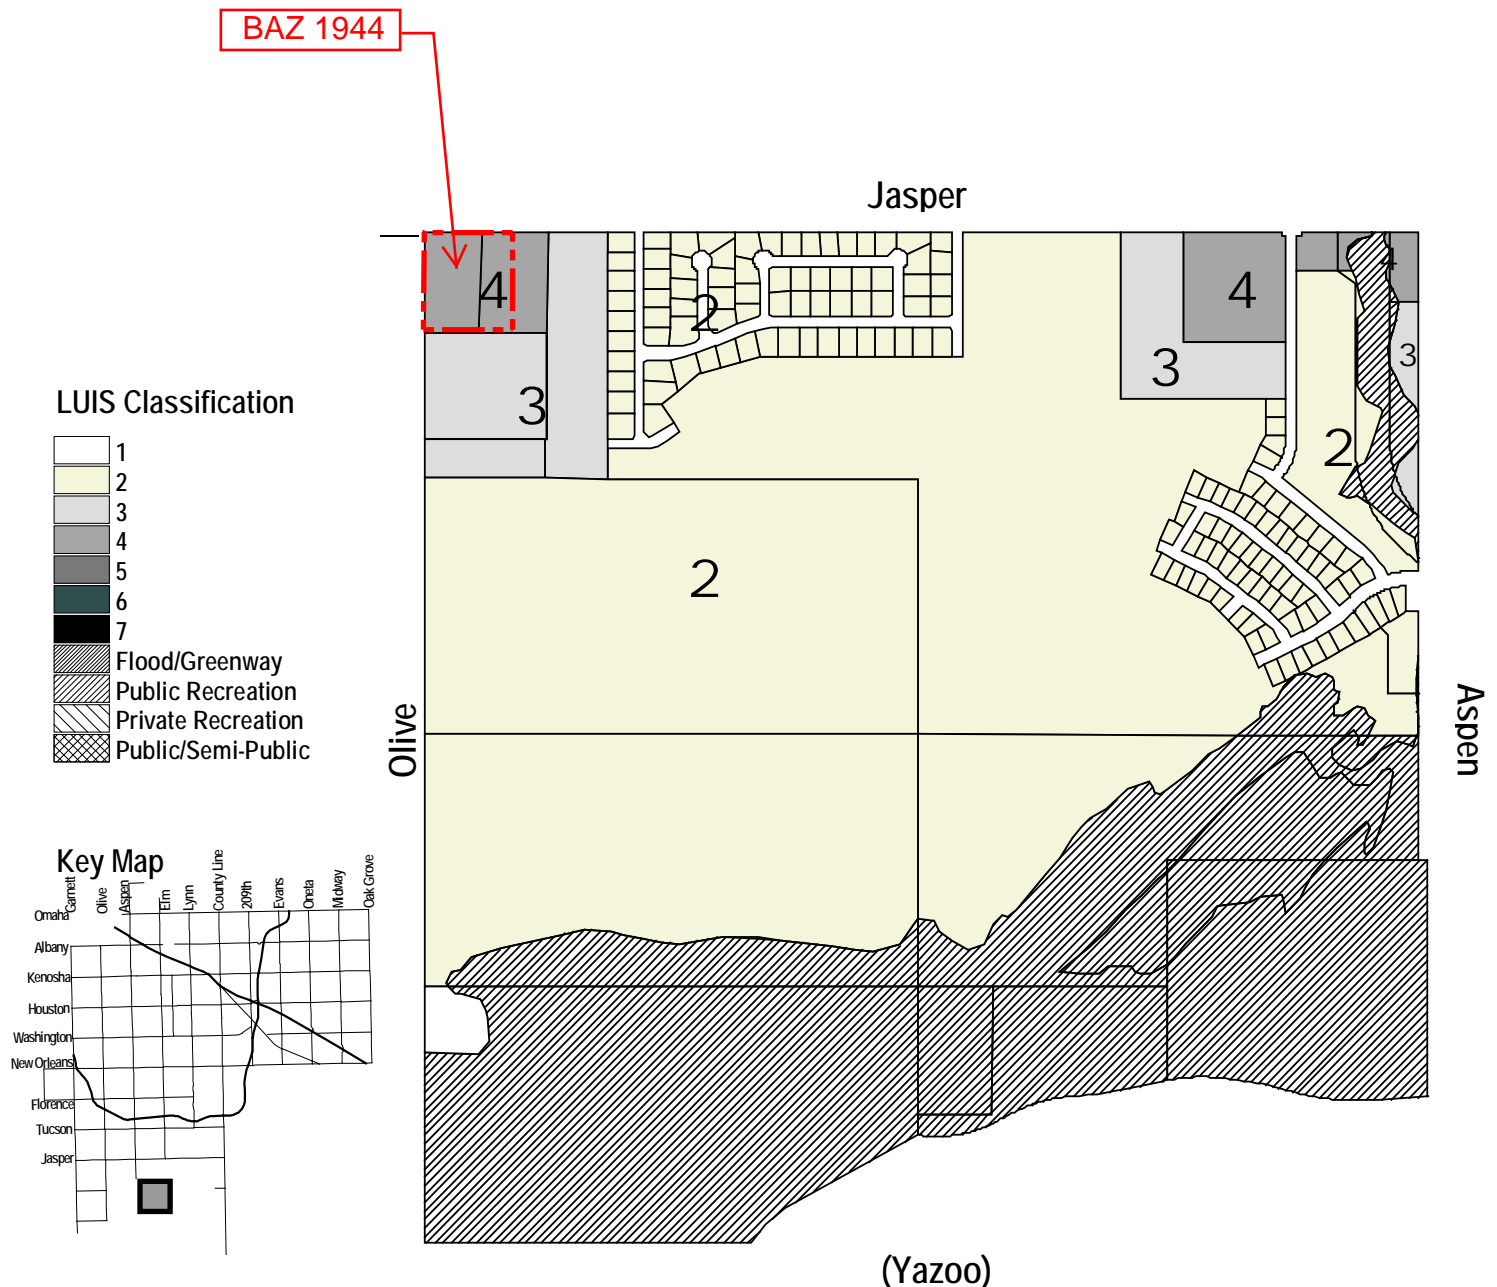 BAZ 1944
Jasper
4
2
4
4
3
3
3
2
2
LUIS Classification
1
2
3
4
5
6
7
Flood/Greenway
Public Recreation
Private Recreation
Public/Semi-Public
Olive
Aspen
(Yazoo)
Key Map
Garnett
Olive
Aspen
Elm
Lynn
County Line
209th
Evans
Oneta
Midway
Oak Grove
Omaha
Albany
Kenosha
Houston
Washington
New Orleans
Florence
Tucson
Jasper